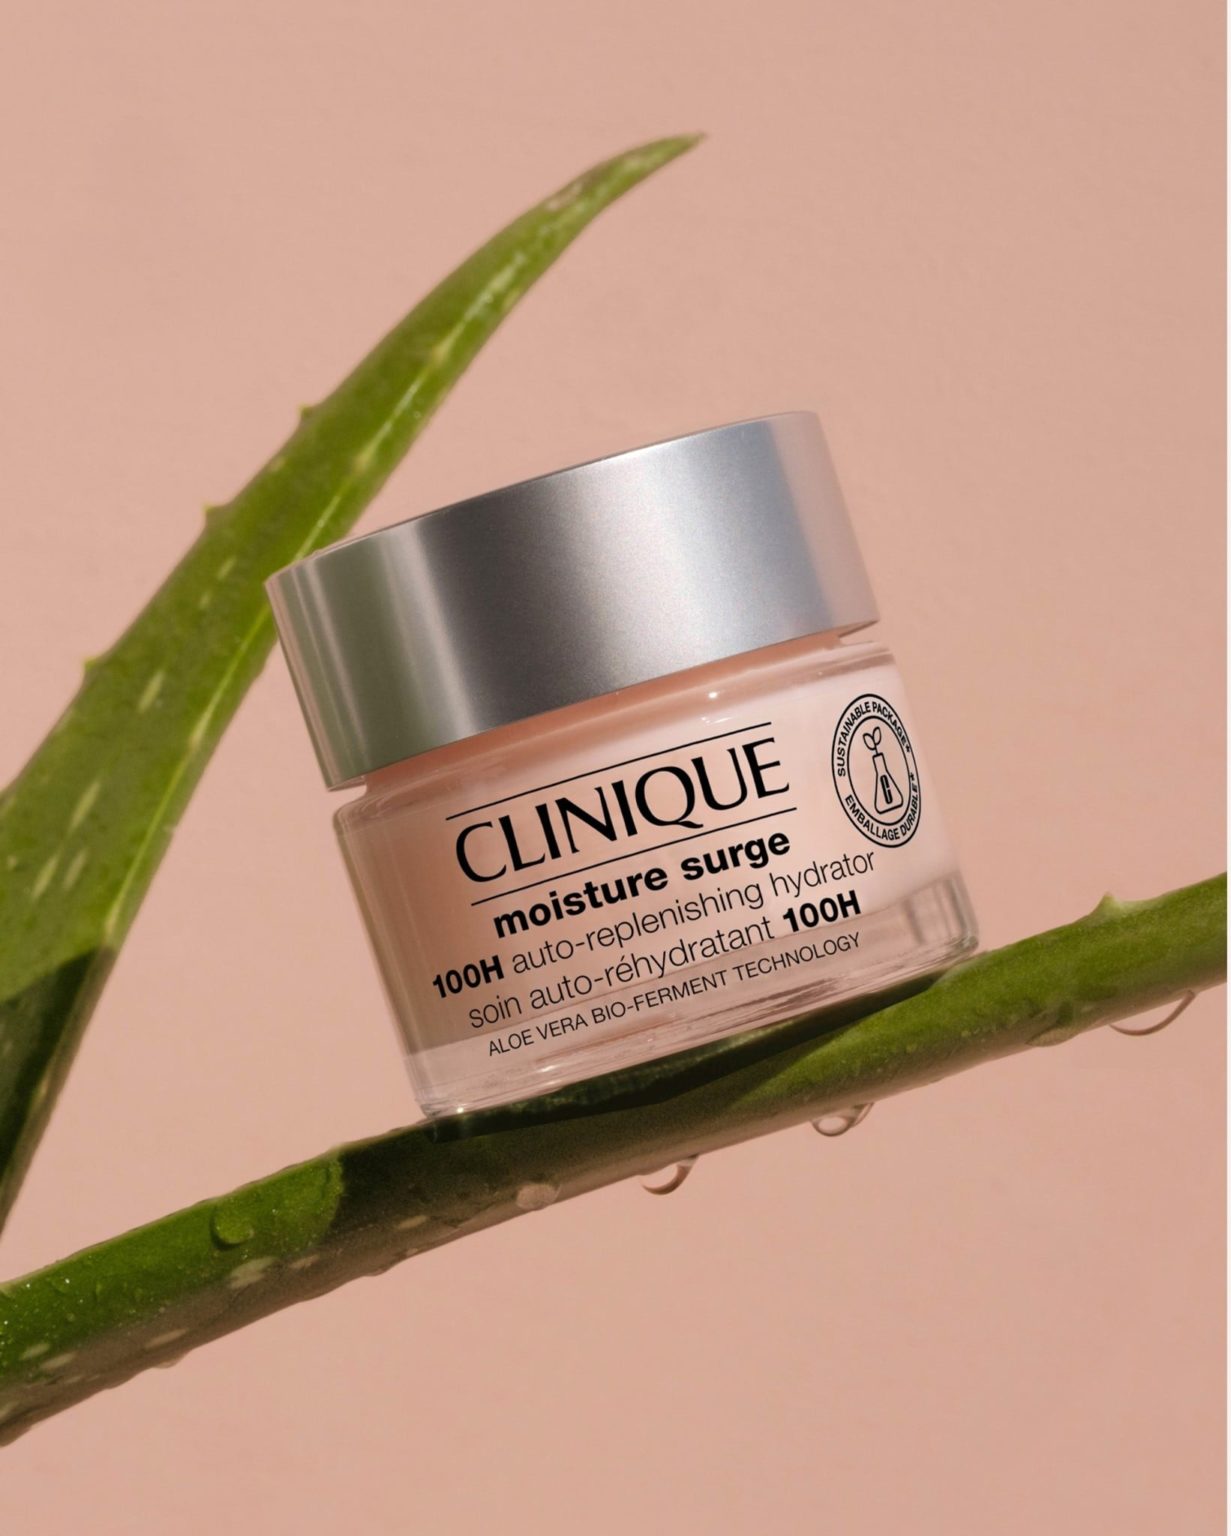 CLINIQUE
moisture surge
100H auto-replenishing hydrator
soin auto-réhydratant 100H
ALOE VERA BIO-FERMENT TECHNOLOGY
SUSTAINABLE PACKAGE*
C
EMBALLAGE DURABLE*